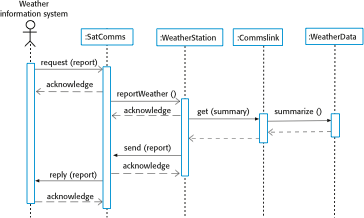 Weather
information system
:SatComms
:WeatherStation
:Commslink
:WeatherData
request (report)
acknowledge
reportWeather ()
acknowledge
get (summary)
summarize ()
send (report)
acknowledge
reply (report)
acknowledge